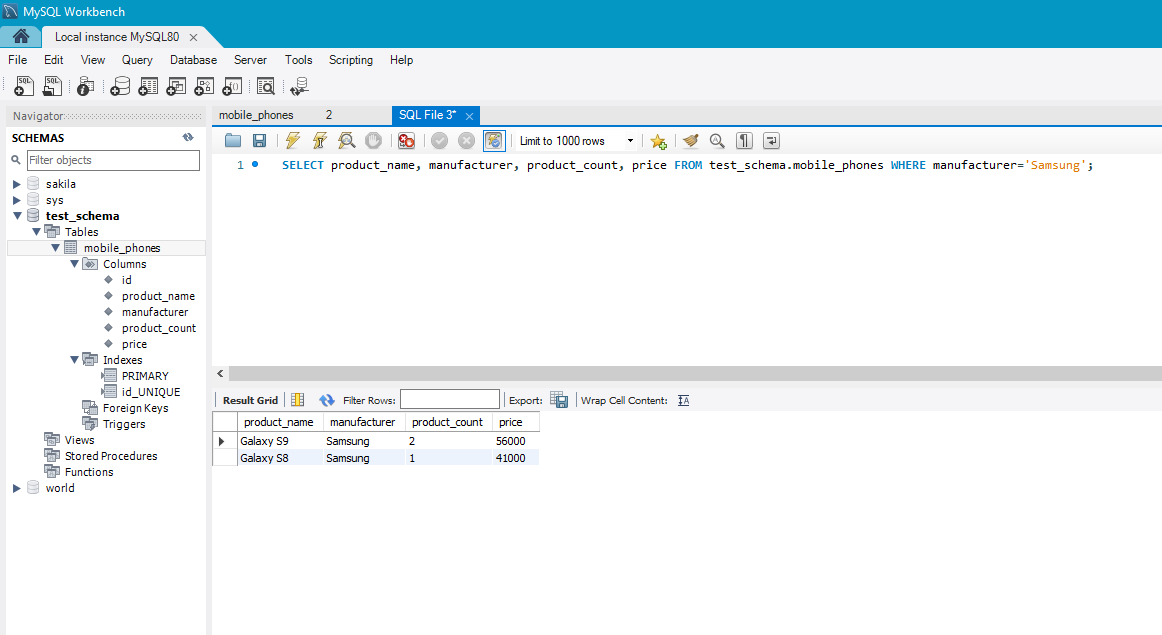 MySQL Workbench
Local instance MySQL80
File Edit View Query Database Server Tools Scripting Help
Navigator
SCHEMAS
Filter objects
sakila
sys
test_schema
Tables
mobile_phones
Columns
id
product_name
manufacturer
product_count
price
Indexes
PRIMARY
id_UNIQUE
Foreign Keys
Triggers
Views
Stored Procedures
Functions
world
mobile_phones 2 SQL File 3*
Limit to 1000 rows
1 SELECT product_name, manufacturer, product_count, price FROM test_schema.mobile_phones WHERE manufacturer='Samsung';
Result Grid Filter Rows: Export: Wrap Cell Content:
product_name manufacturer product_count price
Galaxy S9 Samsung 2 56000
Galaxy S8 Samsung 1 41000